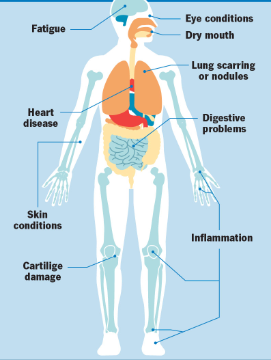 Fatigue
Eye conditions
Dry mouth
Lung scarring
or nodules
Heart
disease
Digestive
problems
Skin
conditions
Inflammation
Cartilige
damage